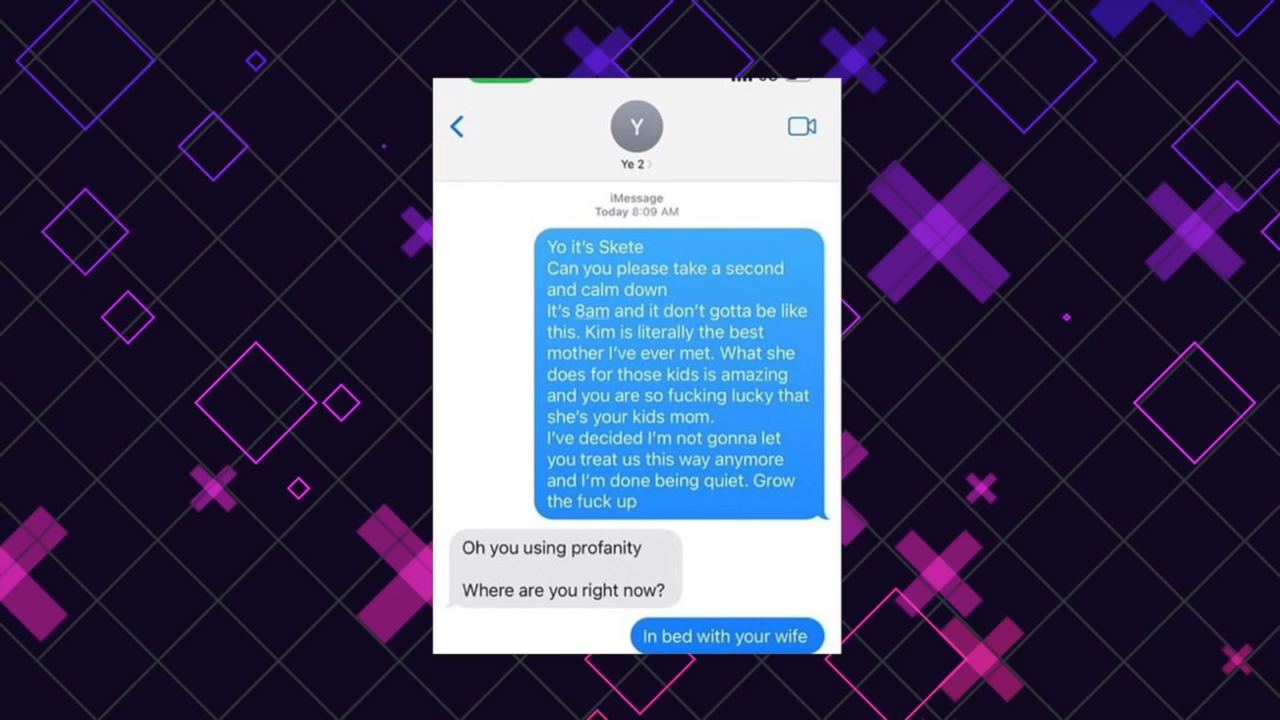 Y
Ye 2
iMessage
Today 8:09 AM
Yo it's Skete
Can you please take a second
and calm down
It's 8am and it don't gotta be like
this. Kim is literally the best
mother I've ever met. What she
does for those kids is amazing
and you are so fucking lucky that
she's your kids mom.
I've decided I'm not gonna let
you treat us this way anymore
and I'm done being quiet. Grow
the fuck up
Oh you using profanity
Where are you right now?
In bed with your wife